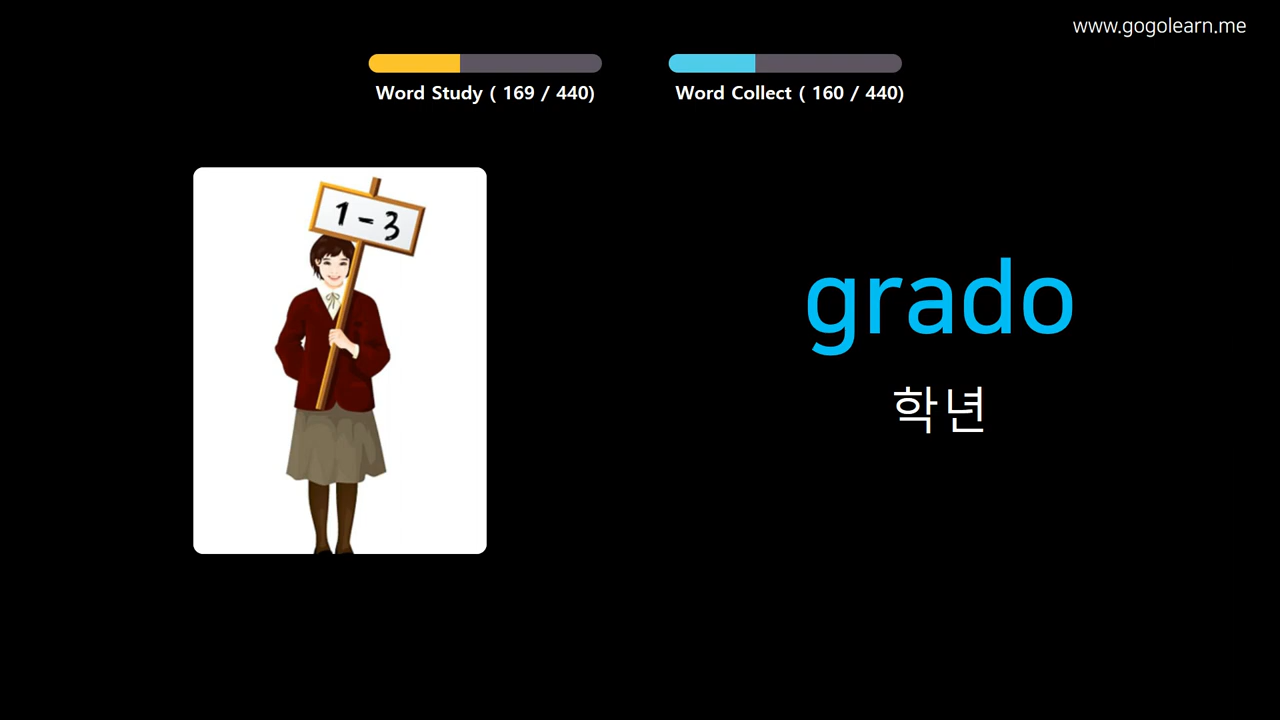 www.gogolearn.me
Word Study ( 169 / 440)
Word Collect ( 160 / 440)
1-3
grado
학년